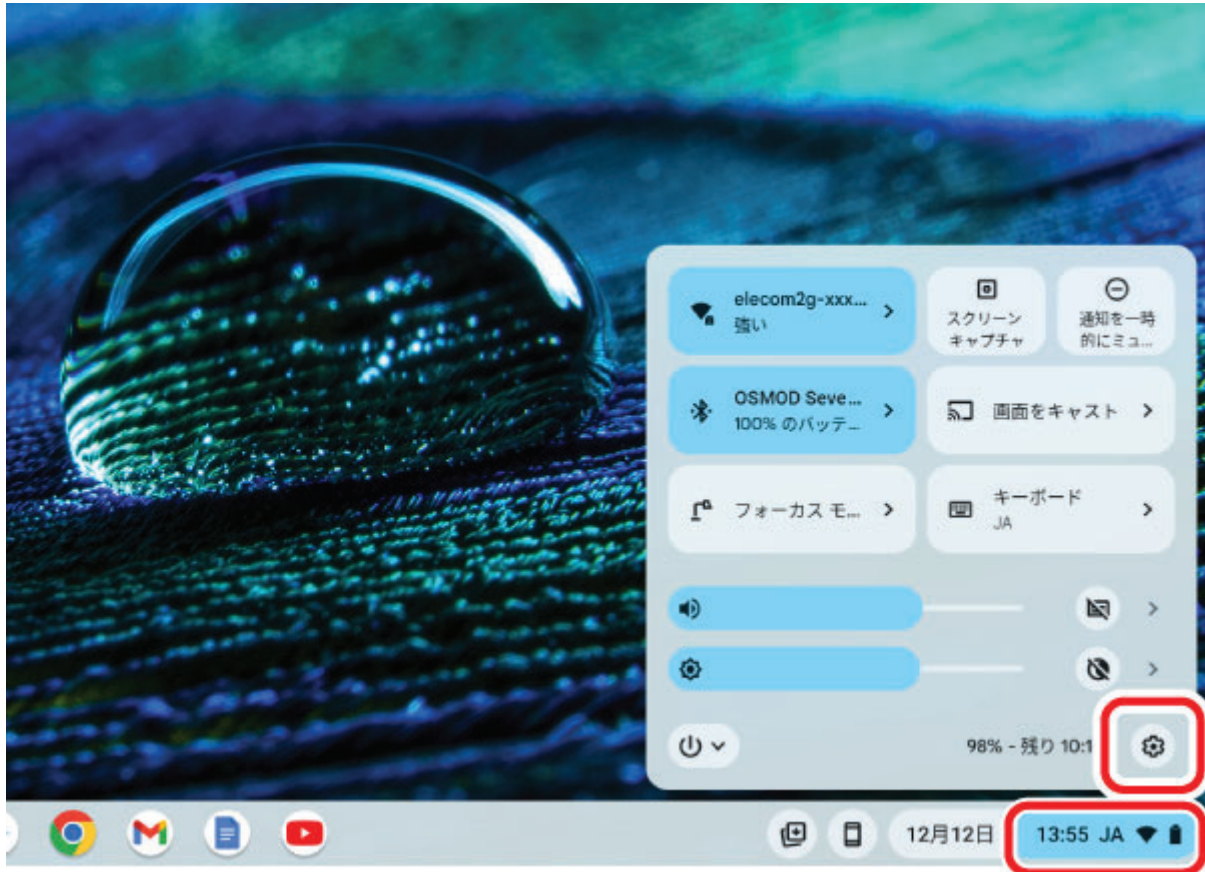 elecom2g-xxx...
強い
スクリーン
キャプチャ
通知を一時
的にミュ...
OSMOD Seve...
100% のバッテ...
画面をキャスト
フォーカス モ...
キーボード
JA
98% - 残り 10:1
12月12日
13:55 JA